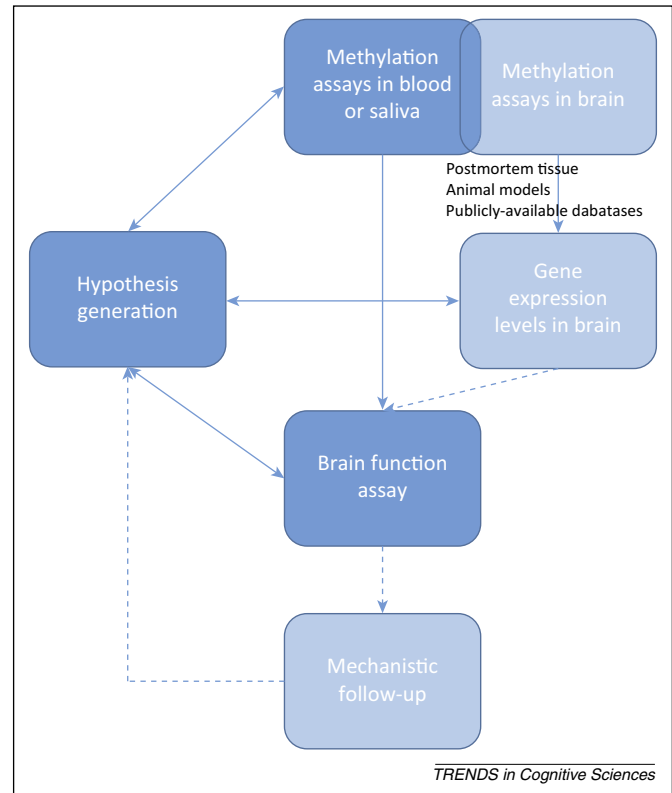 Methylation
assays in blood
or saliva
Methylation
assays in brain
Postmortem tissue
Animal models
Publicly-available dabatases
Hypothesis
generation
Gene
expression
levels in brain
Brain function
assay
Mechanistic
follow-up
TRENDS in Cognitive Sciences